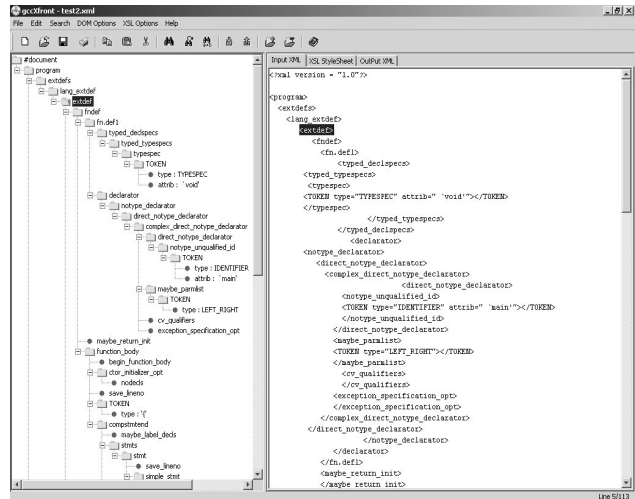 gccXfront - test2.xml
File Edit Search DOM Options XSL Options Help
#document
program
extdefs
lang_extdef
extdef
fndef
fn.def1
typed_declspecs
typed_typespecs
typespec
TOKEN
type : TYPESPEC
attrib : `void'
declarator
notype_declarator
direct_notype_declarator
complex_direct_notype_declarator
direct_notype_declarator
notype_unqualified_id
TOKEN
type : IDENTIFIER
attrib : `main'
maybe_parmlist
TOKEN
type : LEFT_RIGHT
cv_qualifiers
exception_specification_opt
maybe_return_init
function_body
begin_function_body
ctor_initializer_opt
nodecls
save_lineno
TOKEN
type : '{'
compstmtend
maybe_label_decls
stmts
stmt
save_lineno
simple_stmt
Input XML XSL StyleSheet OutPut XML
<?xml version = "1.0"?>
<program>
<extdefs>
<lang_extdef>
<extdef>
<fndef>
<fn.def1>
<typed_declspecs>
<typed_typespecs>
<typespec>
<TOKEN type="TYPESPEC" attrib=" `void'"></TOKEN>
</typespec>
</typed_typespecs>
</typed_declspecs>
<declarator>
<notype_declarator>
<direct_notype_declarator>
<complex_direct_notype_declarator>
<direct_notype_declarator>
<notype_unqualified_id>
<TOKEN type="IDENTIFIER" attrib=" `main'"></TOKEN>
</notype_unqualified_id>
</direct_notype_declarator>
<maybe_parmlist>
<TOKEN type="LEFT_RIGHT"></TOKEN>
</maybe_parmlist>
<cv_qualifiers>
</cv_qualifiers>
<exception_specification_opt>
</exception_specification_opt>
</complex_direct_notype_declarator>
</direct_notype_declarator>
</notype_declarator>
</declarator>
</fn.def1>
<maybe_return_init>
</maybe_return_init>
Line 5/113